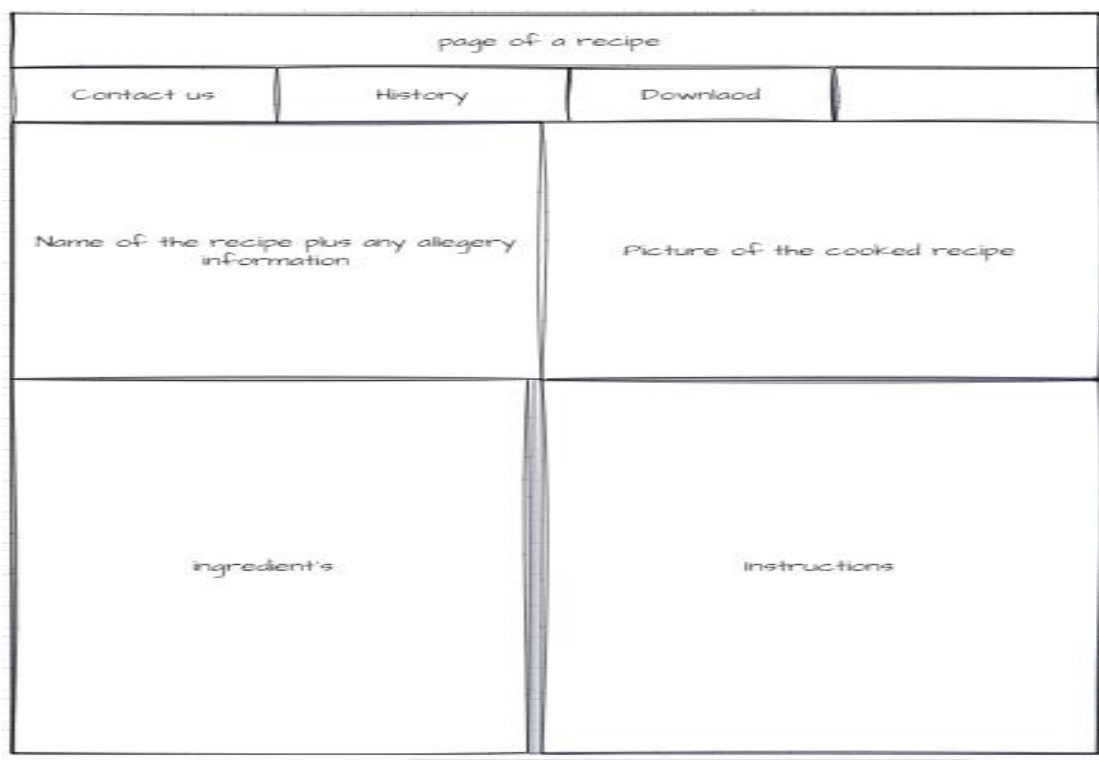 page of a recipe
Contact us
History
Downlaod
Name of the recipe plus any allegery
information
Picture of the cooked recipe
ingredient's
Instructions